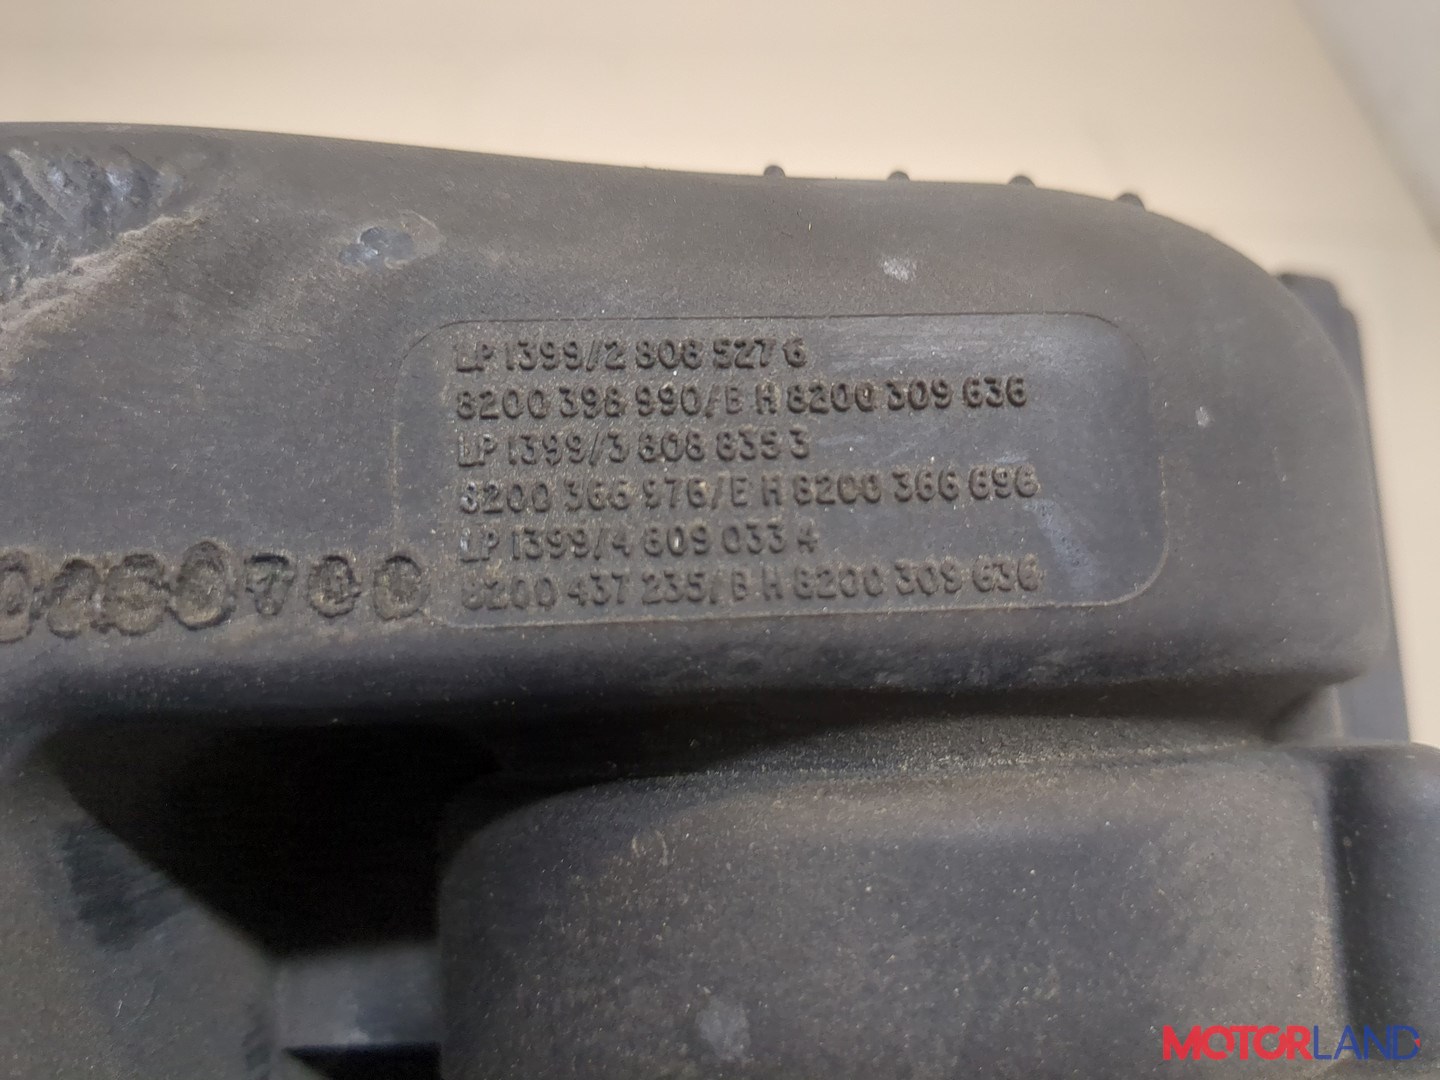 LP 1399/2 808 527 6
8200 398 990/B H 8200 309 636
LP 1399/3 808 835 3
8200 366 976/E H 8200 366 696
LP 1399/4 809 033 4
8200 437 235/B H 8200 309 636
MOTORLAND